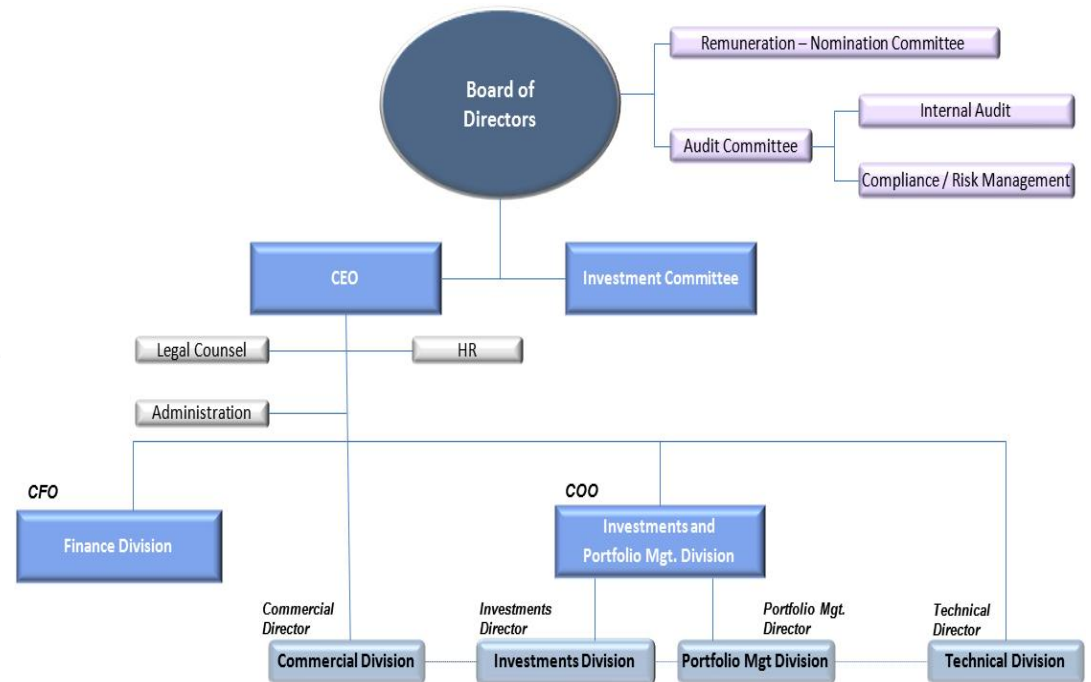 Board of
Directors
Remuneration – Nomination Committee
Audit Committee
Internal Audit
Compliance / Risk Management
CEO
Investment Committee
Legal Counsel
HR
Administration
CFO
Finance Division
COO
Investments and
Portfolio Mgt. Division
Commercial
Director
Commercial Division
Investments
Director
Investments Division
Portfolio Mgt.
Director
Portfolio Mgt Division
Technical
Director
Technical Division